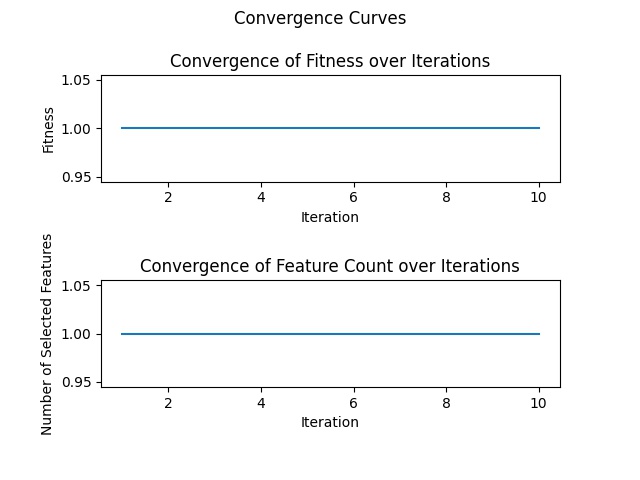 Convergence Curves
Convergence of Fitness over Iterations
Fitness
1.05
1.00
0.95
2 4 6 8 10
Iteration
Convergence of Feature Count over Iterations
Number of Selected Features
1.05
1.00
0.95
2 4 6 8 10
Iteration